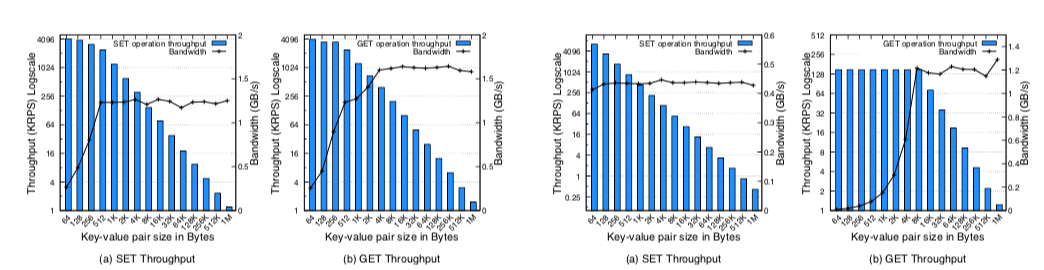 SET operation throughput
Bandwidth
Throughput (KRPS) Logscale
4096
1024
256
64
16
4
1
2
1.5
1
0.5
0
Bandwidth (GB/s)
64 128 256 512 1K 2K 4K 8K 16K 32K 64K 128K 256K 512K 1M
Key-value pair size in Bytes
(a) SET Throughput
GET operation throughput
Bandwidth
Throughput (KRPS) Logscale
4096
1024
256
64
16
4
1
2
1.5
1
0.5
0
Bandwidth (GB/s)
64 128 256 512 1K 2K 4K 8K 16K 32K 64K 128K 256K 512K 1M
Key-value pair size in Bytes
(b) GET Throughput
SET operation throughput
Bandwidth
Throughput (KRPS) Logscale
4096
1024
256
64
16
4
1
0.25
0.6
0.5
0.4
0.3
0.2
0.1
Bandwidth (GB/s)
64 128 256 512 1K 2K 4K 8K 16K 32K 64K 128K 256K 512K 1M
Key-value pair size in Bytes
(a) SET Throughput
GET operation throughput
Bandwidth
Throughput (KRPS) Logscale
512
256
128
64
32
16
8
4
2
1
1.4
1.2
1
0.8
0.6
0.4
0.2
0
Bandwidth (GB/s)
64 128 256 512 1K 2K 4K 8K 16K 32K 64K 128K 256K 512K 1M
Key-value pair size in Bytes
(b) GET Throughput